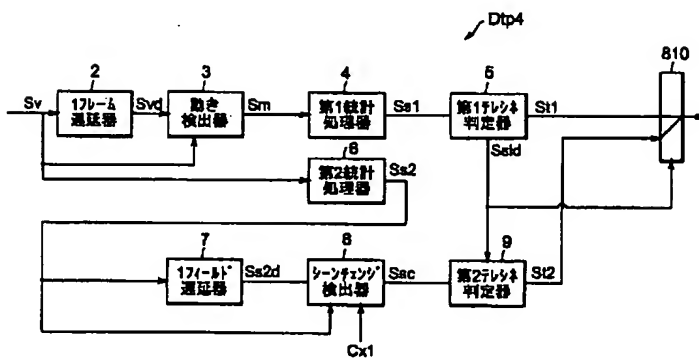 Dtp4
810
2
3
4
5
Sv
1フレーム
遅延器
Svd
動き
検出器
Sm
第1統計
処理器
Ss1
第1テレシネ
判定器
St1
Ssid
6
第2統計
処理器
Ss2
7
8
9
1フィールド
遅延器
Ss2d
シーンチェンジ
検出器
Ssc
第2テレシネ
判定器
St2
Cx1